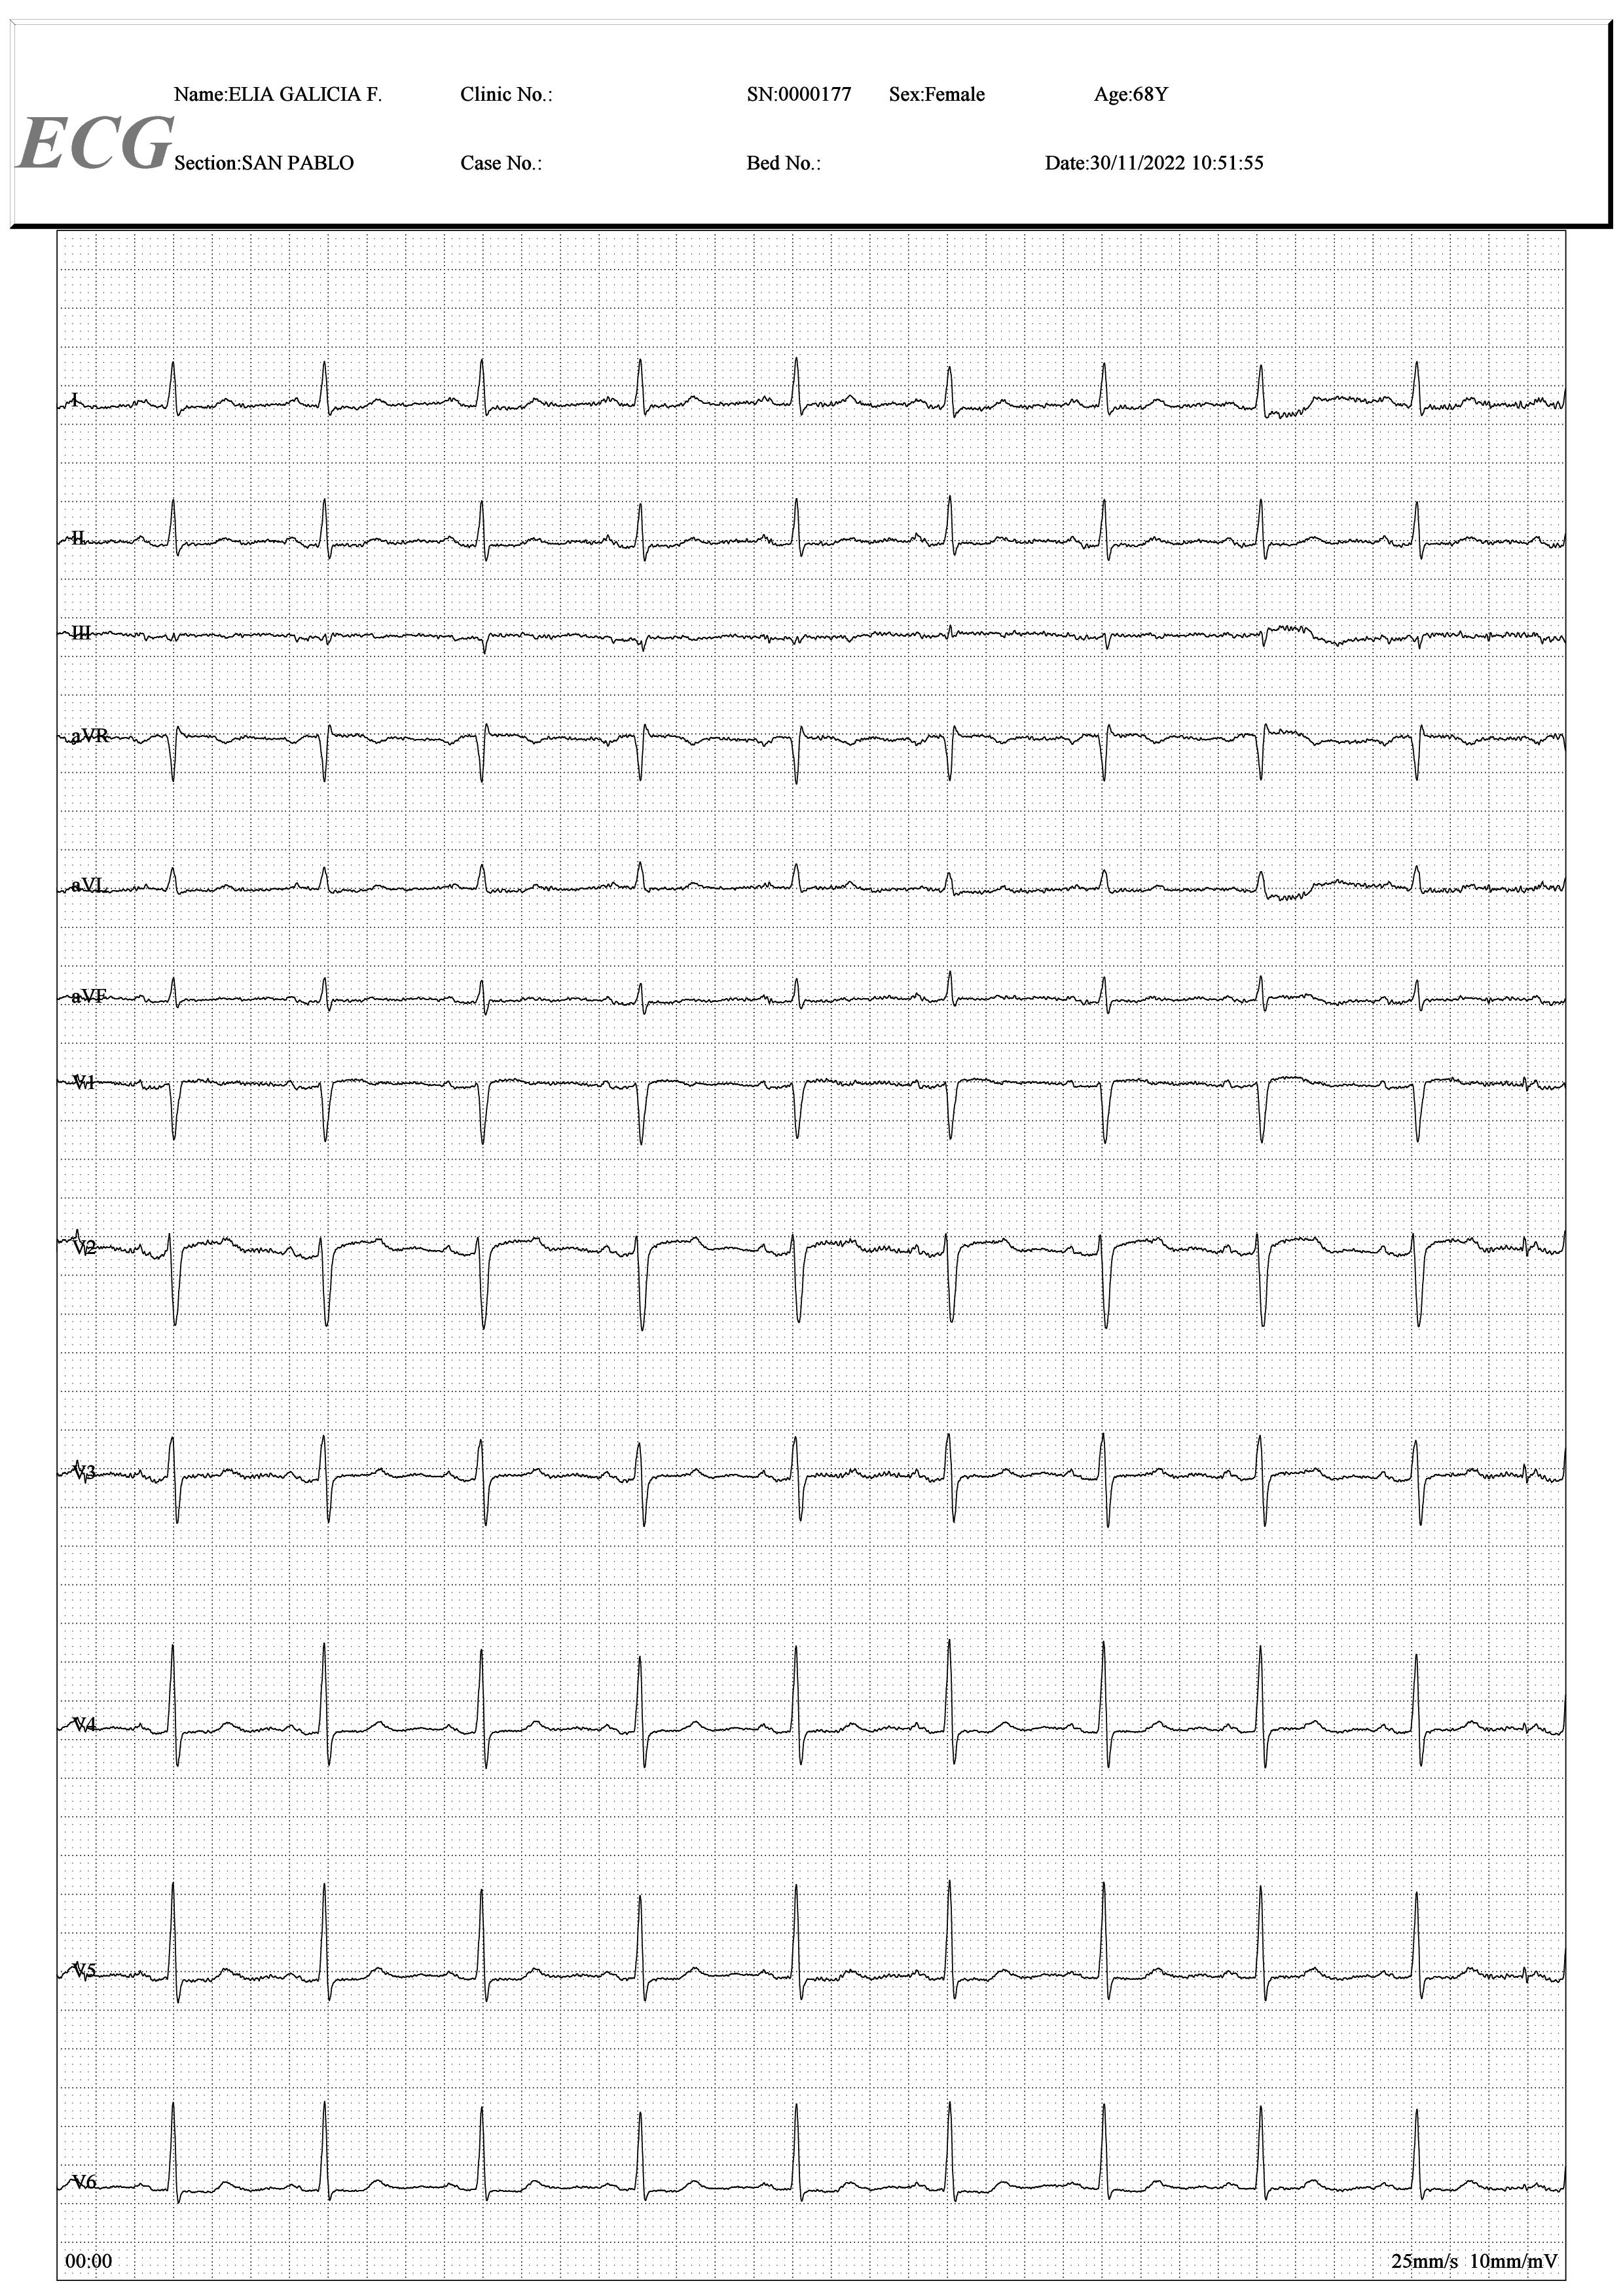 Name:ELIA GALICIA F. Clinic No.: SN:0000177 Sex:Female Age:68Y
ECG
Section:SAN PABLO Case No.: Bed No.: Date:30/11/2022 10:51:55
I
II
III
aVR
aVL
aVF
V1
V2
V3
V4
V5
V6
00:00 25mm/s 10mm/mV